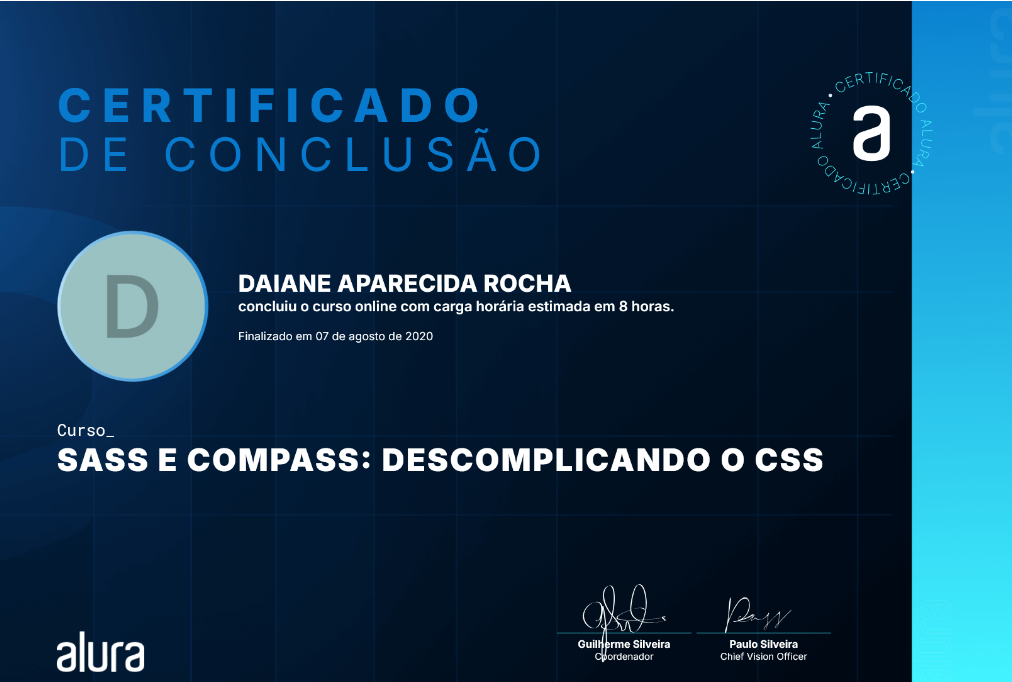 CERTIFICADO
DE CONCLUSÃO
CERTIFICADO ALURA • CERTIFICADO ALURA •
a
D
DAIANE APARECIDA ROCHA
concluiu o curso online com carga horária estimada em 8 horas.
Finalizado em 07 de agosto de 2020
Curso_
SASS E COMPASS: DESCOMPLICANDO O CSS
Guilherme Silveira
Coordenador
Paulo Silveira
Chief Vision Officer
alura
alura